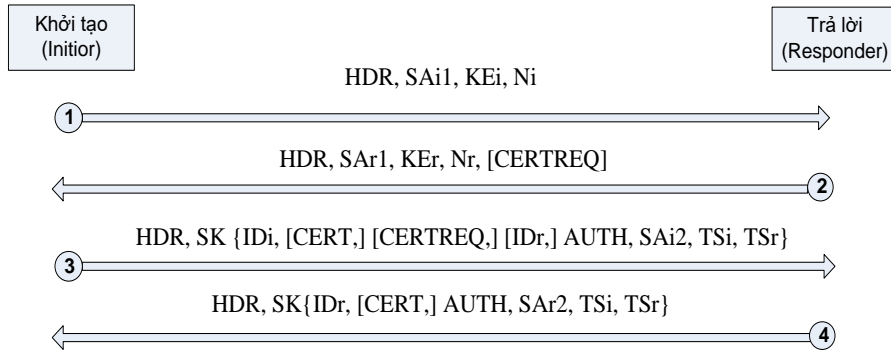 Khởi tạo
(Initior)
Trả lời
(Responder)
HDR, SAi1, KEi, Ni
1
HDR, SAr1, KEr, Nr, [CERTREQ]
2
HDR, SK {IDi, [CERT,] [CERTREQ,] [IDr,] AUTH, SAi2, TSi, TSr}
3
HDR, SK{IDr, [CERT,] AUTH, SAr2, TSi, TSr}
4